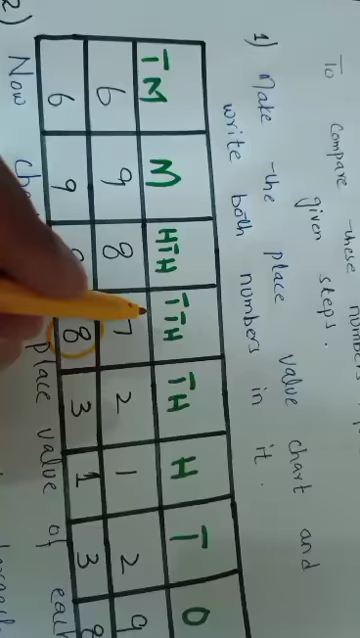 To compare these numbers
given steps.
1) Make the place value chart and
write both numbers in it.
TM M HTH TTH TH H T O
6 9 8 7 2 1 2 9
6 9 8 3 1 3 8
2) Now place value of each